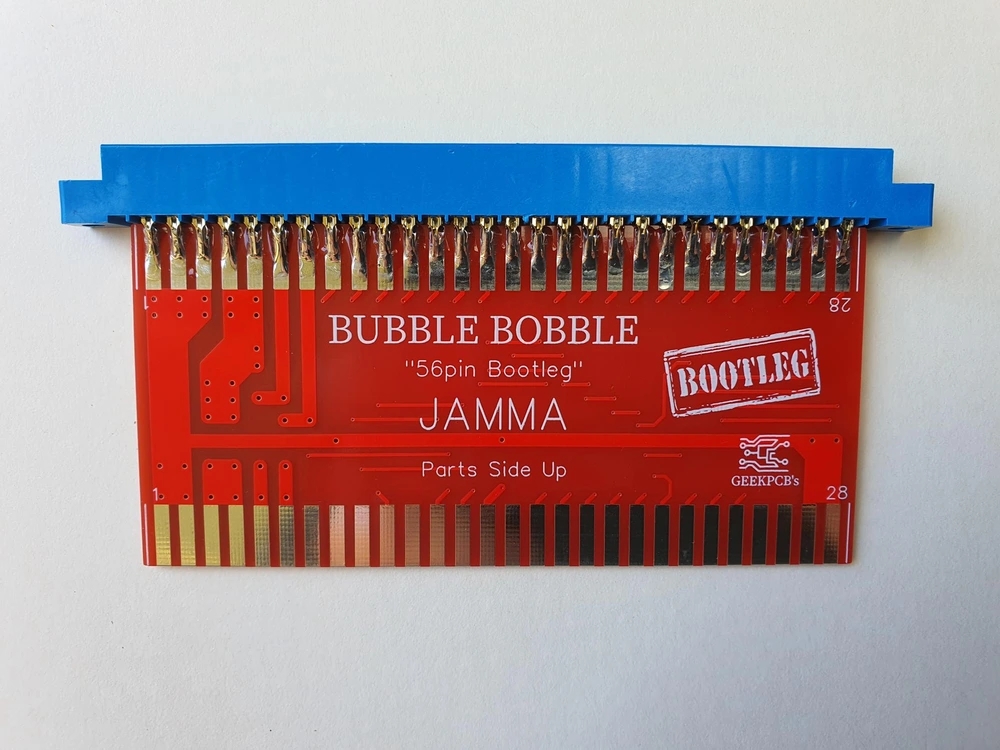 1
28
BUBBLE BOBBLE
"56pin Bootleg"
BOOTLEG
JAMMA
Parts Side Up
GEEKPCB's
1
28